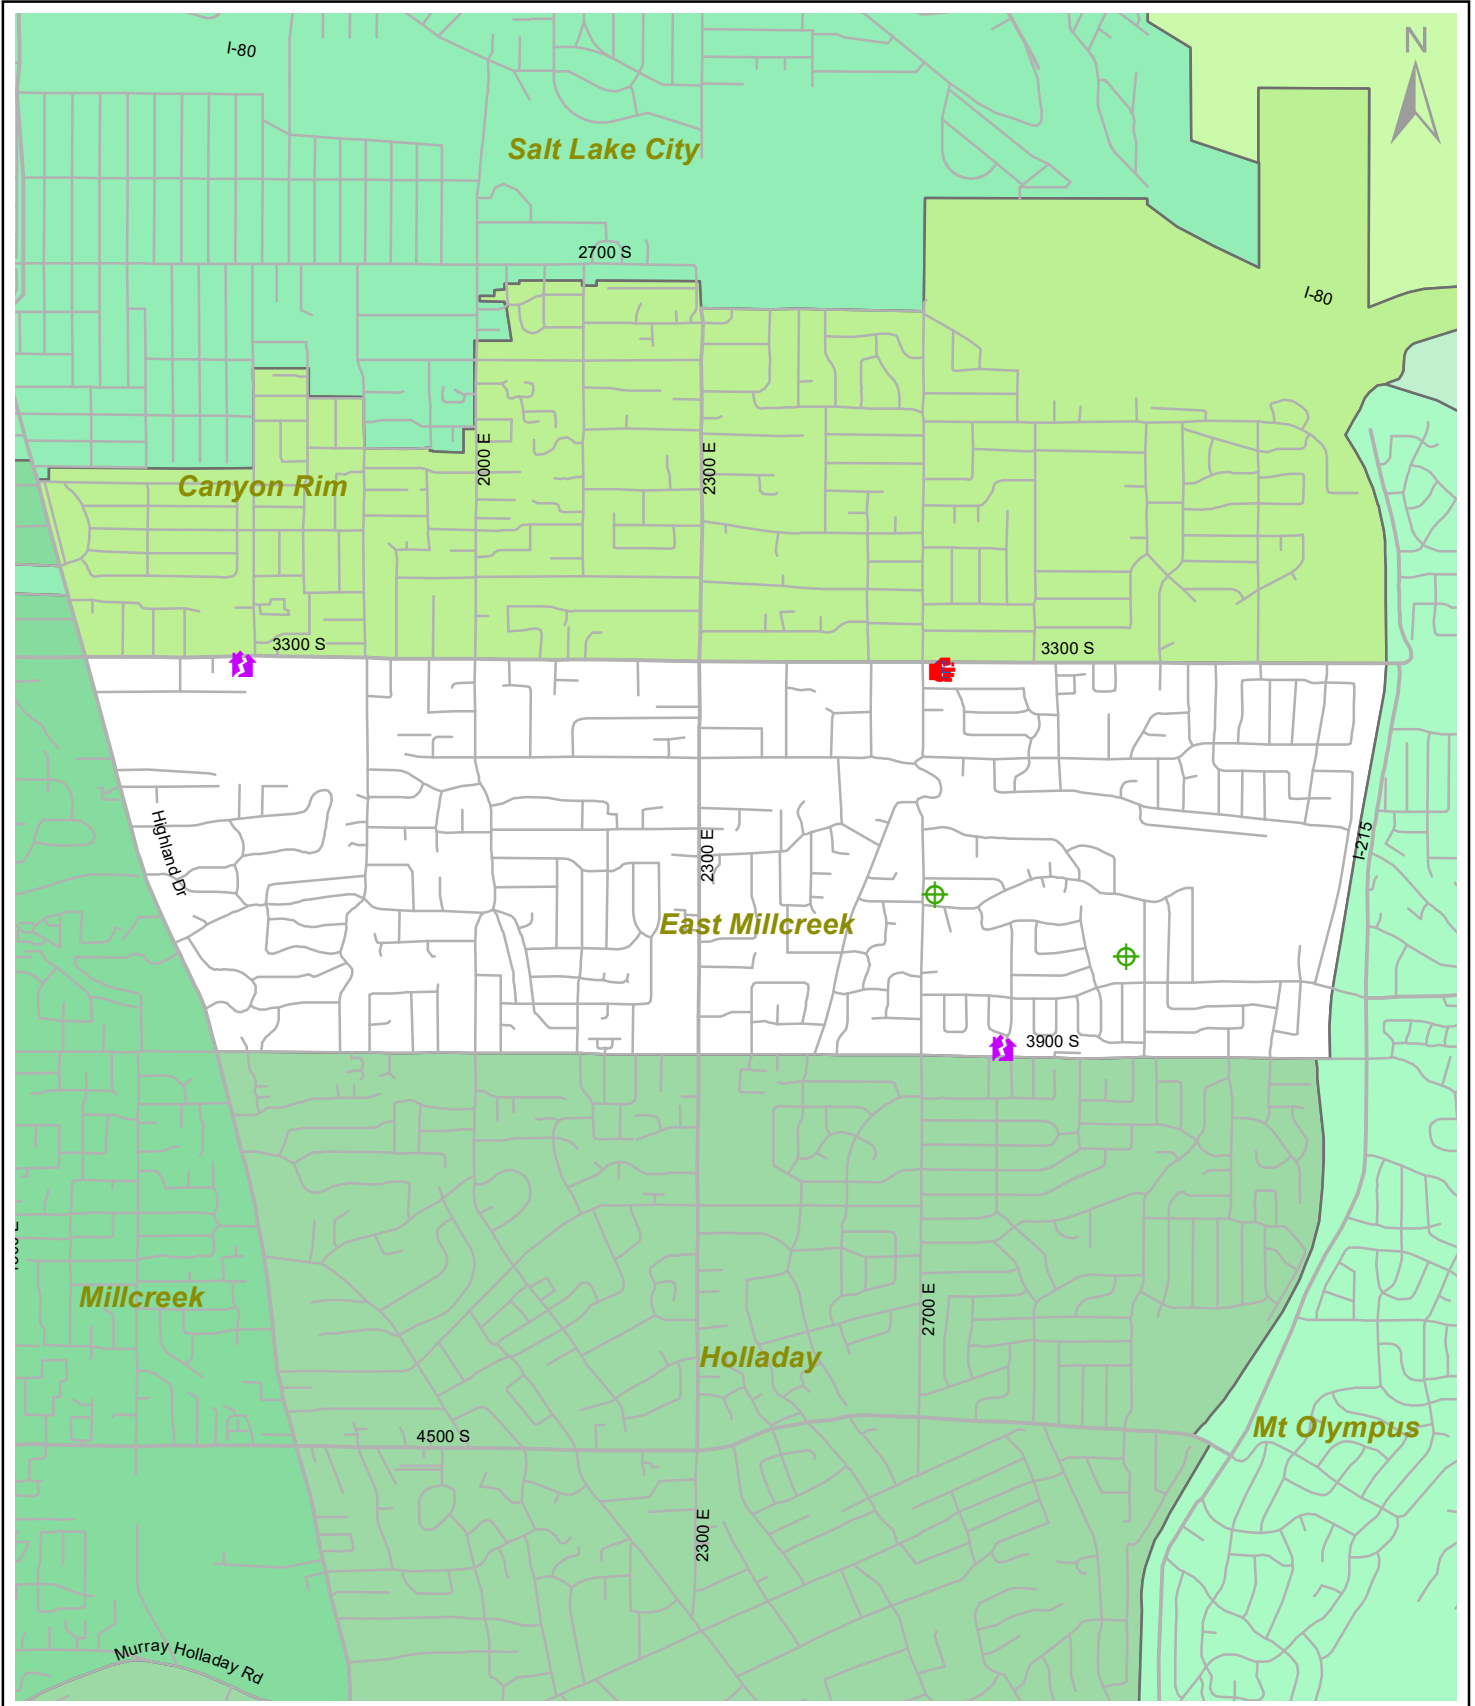 N
I-80
Salt Lake City
2700 S
I-80
2000 E
2300 E
Canyon Rim
3300 S
3300 S
Highland Dr
2300 E
I-215
East Millcreek
3900 S
Millcreek
2700 E
Holladay
Mt Olympus
4500 S
2300 E
Murray Holladay Rd